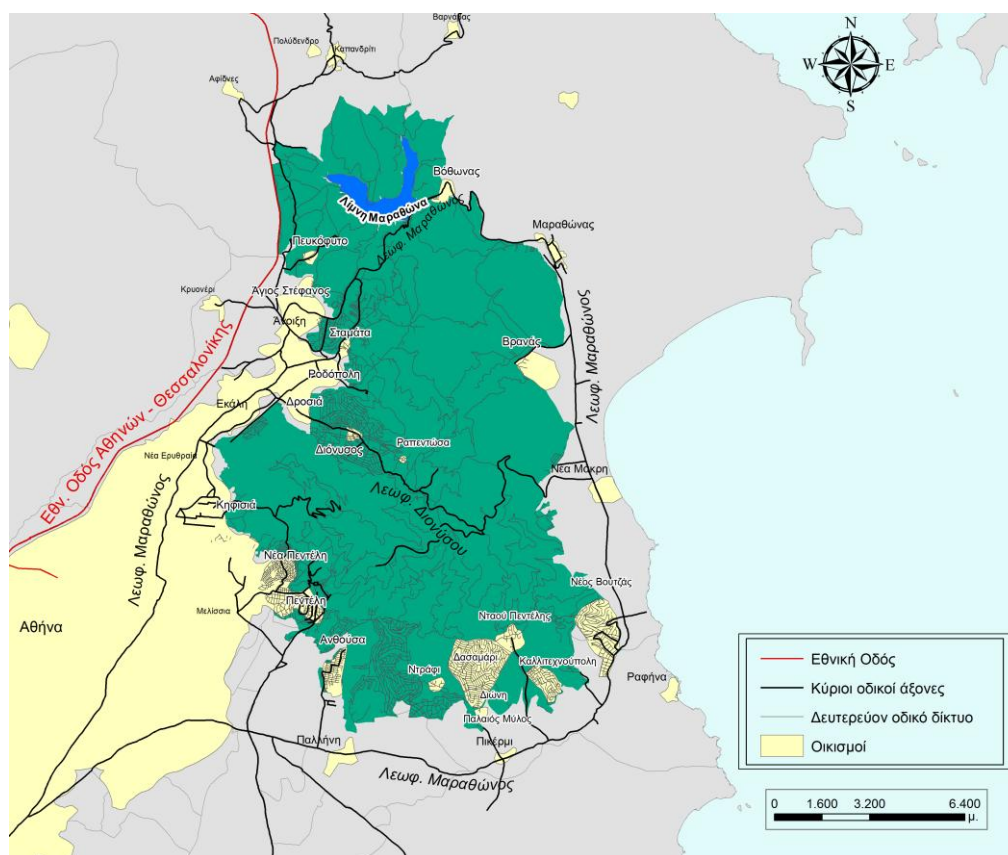 Βαρνάβας
Πολύδενδρο
Καπανδρίτι
Αφίδνες
N
W
E
S
Βόθωνας
Λίμνη Μαραθώνα
Λεωφ. Μαραθώνος
Μαραθώνας
Πευκόφυτο
Άγιος Στέφανος
Κρυονέρι
Άνοιξη
Σταμάτα
Βρανάς
Λεωφ. Μαραθώνος
Εθν. Οδός Αθηνών - Θεσσαλονίκης
Ροδόπολη
Εκάλη
Δροσιά
Διόνυσος
Ραπεντώσα
Νέα Ερυθραία
Νέα Μάκρη
Λεωφ. Διονύσου
Κηφισιά
Λεωφ. Μαραθώνος
Νέα Πεντέλη
Νέος Βουτζάς
Πεντέλη
Μελίσσια
Νταού Πεντέλης
Αθήνα
Ανθούσα
Ντράφι
Δασαμάρι
Καλλιτεχνούπολη
Ραφήνα
Διώνη
Παλαιός Μύλος
Παλλήνη
Πικέρμι
Λεωφ. Μαραθώνος
Εθνική Οδός
Κύριοι οδικοί άξονες
Δευτερεύον οδικό δίκτυο
Οικισμοί
0 1.600 3.200 6.400
μ.